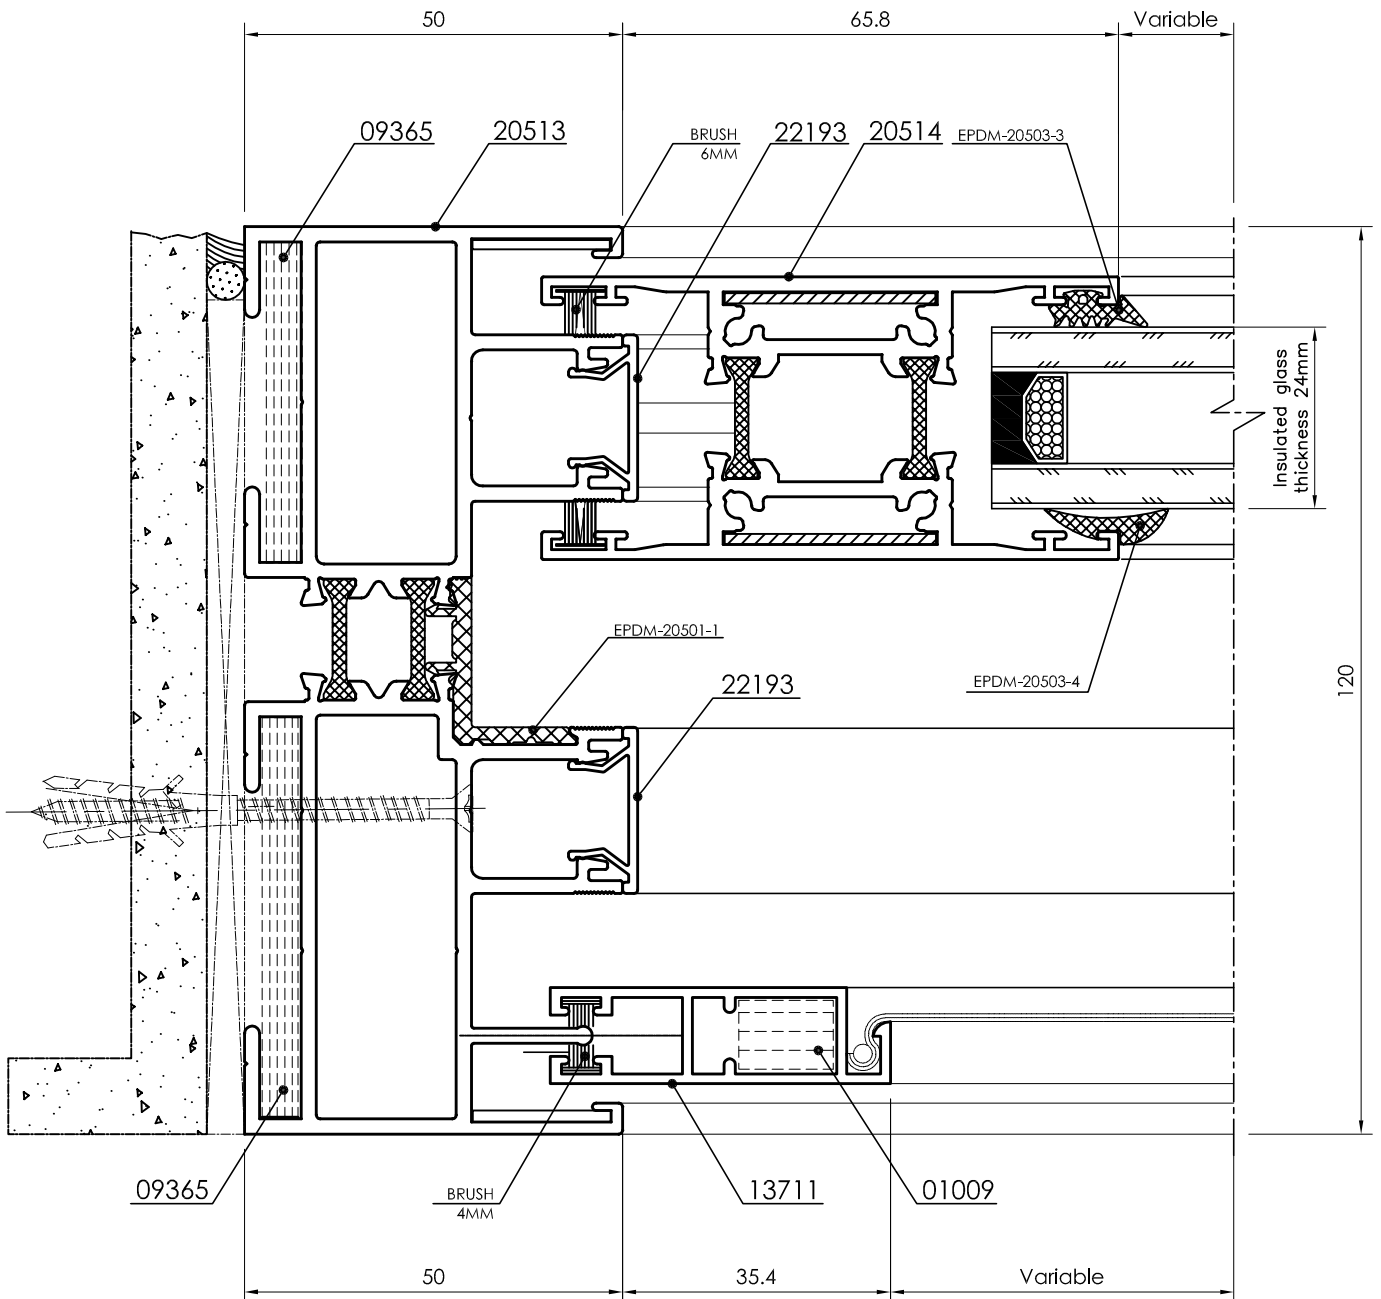 50
65.8
Variable
09365
20513
BRUSH
6MM
22193
20514
EPDM-20503-3
Insulated glass
thickness 24mm
EPDM-20501-1
22193
EPDM-20503-4
120
09365
BRUSH
4MM
13711
01009
50
35.4
Variable